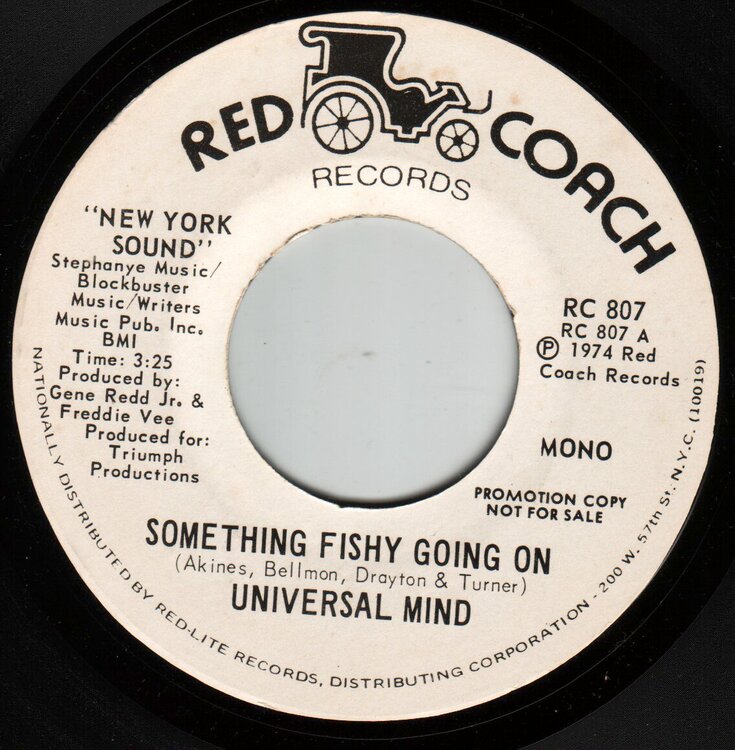 RED COACH
RECORDS
"NEW YORK
SOUND"
Stephanye Music/
Blockbuster
Music/Writers
Music Pub. Inc.
BMI
Time: 3:25
Produced by:
Gene Redd Jr. &
Freddie Vee
Produced for:
Triumph
Productions
RC 807
RC 807 A
Ⓟ 1974 Red
Coach Records
MONO
PROMOTION COPY
NOT FOR SALE
SOMETHING FISHY GOING ON
(Akines, Bellmon, Drayton & Turner)
UNIVERSAL MIND
NATIONALLY DISTRIBUTED BY RED-LITE RECORDS, DISTRIBUTING CORPORATION - 200 W. 57th St. N.Y.C. (10019)